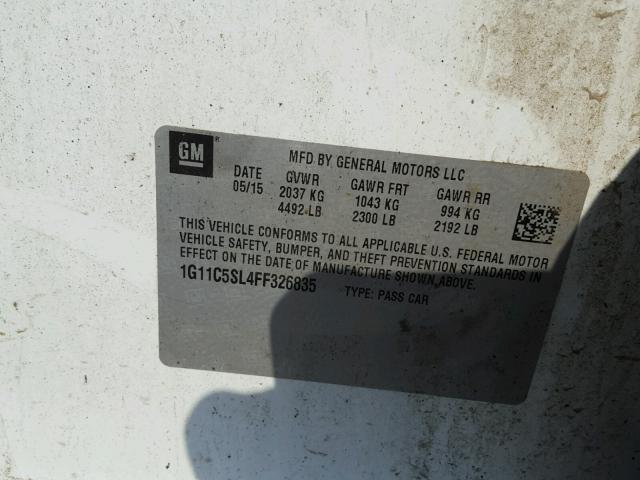 GM
MFD BY GENERAL MOTORS LLC
DATE GVWR GAWR FRT GAWR RR
05/15 2037 KG 1043 KG 994 KG
4492 LB 2300 LB 2192 LB
THIS VEHICLE CONFORMS TO ALL APPLICABLE U.S. FEDERAL MOTOR
VEHICLE SAFETY, BUMPER, AND THEFT PREVENTION STANDARDS IN
EFFECT ON THE DATE OF MANUFACTURE SHOWN ABOVE.
1G11C5SL4FF326835 TYPE: PASS CAR